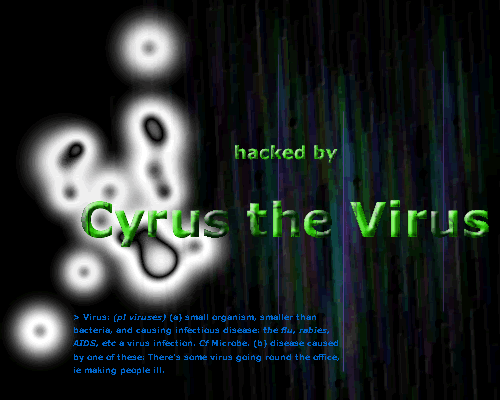 hacked by
Cyrus the Virus
> Virus: (pl viruses) (a) small organism, smaller than
bacteria, and causing infectious disease: the flu, rabies,
AIDS, etc a virus infection. Cf Microbe. (b) disease caused
by one of these: There's some virus going round the office,
ie making people ill.